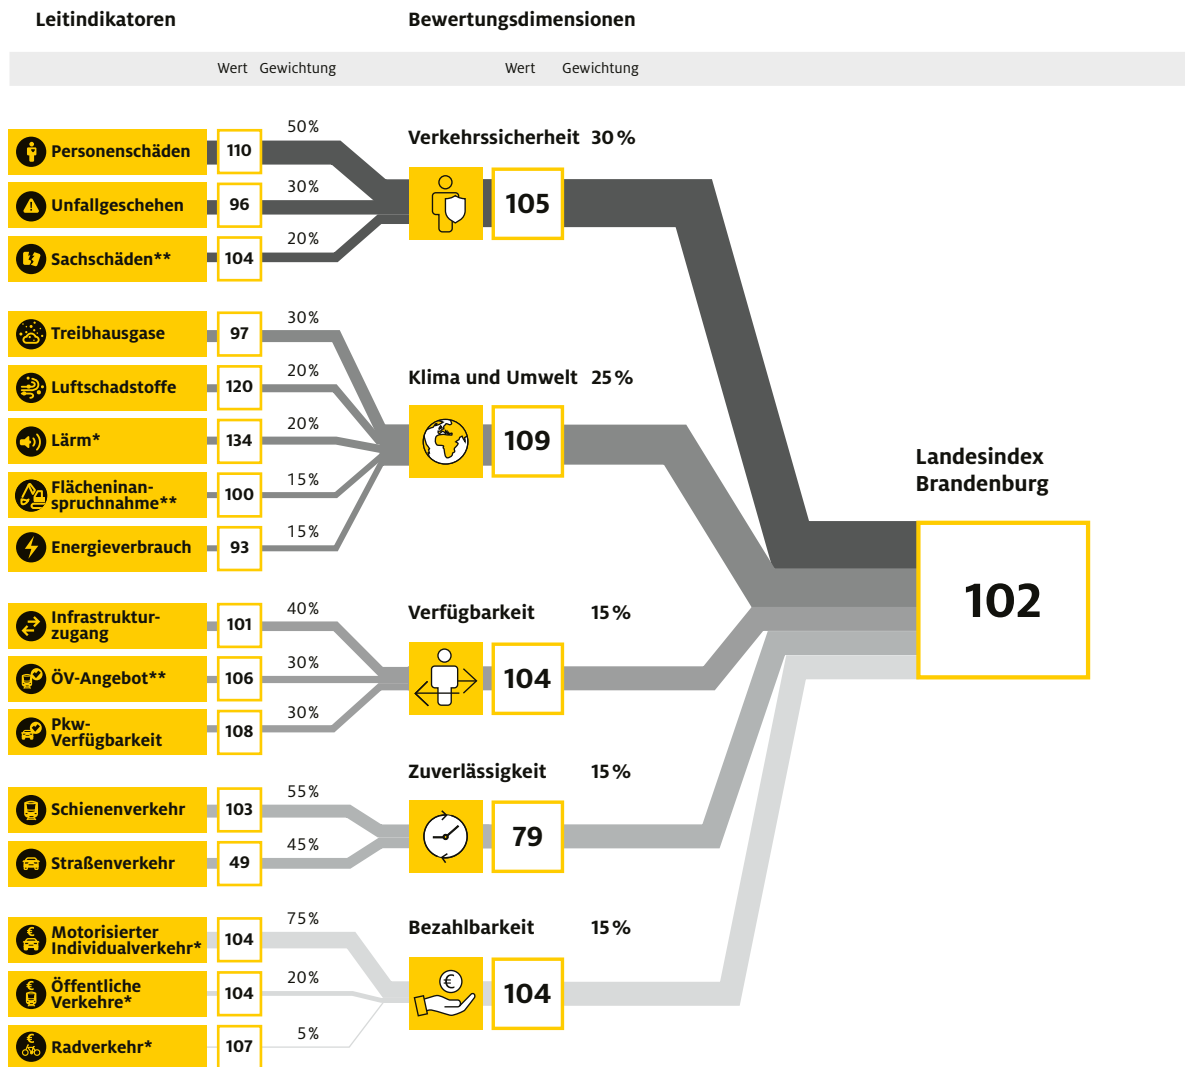 Leitindikatoren
Bewertungsdimensionen
Wert Gewichtung
Wert Gewichtung
Personenschäden 110 50 %
Unfallgeschehen 96 30 %
Sachschäden** 104 20 %
Verkehrssicherheit 30 %
105
Treibhausgase 97 30 %
Luftschadstoffe 120 20 %
Lärm* 134 20 %
Flächeninan-
spruchnahme** 100 15 %
Energieverbrauch 93 15 %
Klima und Umwelt 25 %
109
Infrastruktur-
zugang 101 40 %
ÖV-Angebot** 106 30 %
Pkw-
Verfügbarkeit 108 30 %
Verfügbarkeit 15 %
104
Schienenverkehr 103 55 %
Straßenverkehr 49 45 %
Zuverlässigkeit 15 %
79
Motorisierter
Individualverkehr* 104 75 %
Öffentliche
Verkehre* 104 20 %
Radverkehr* 107 5 %
Bezahlbarkeit 15 %
€
104
Landesindex
Brandenburg
102